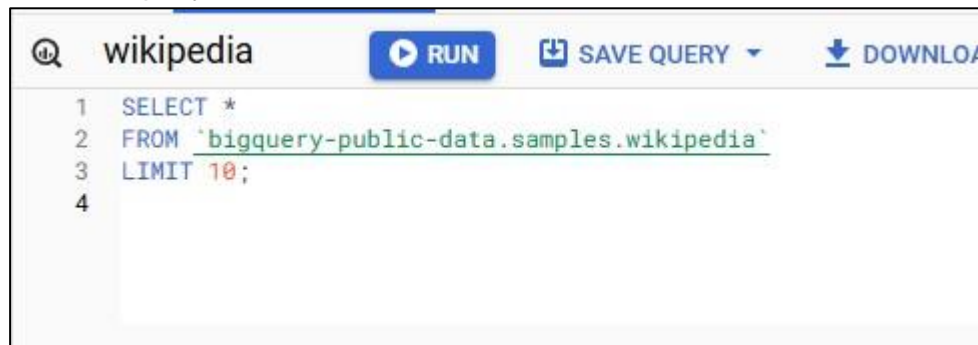 wikipedia RUN SAVE QUERY DOWNLOA
1 SELECT *
2 FROM `bigquery-public-data.samples.wikipedia`
3 LIMIT 10;
4